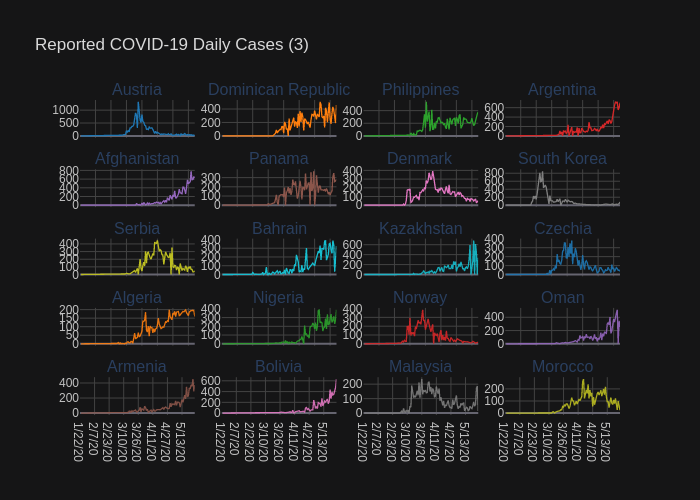 Reported COVID-19 Daily Cases (3)
Austria Dominican Republic Philippines Argentina
1000 500 0
400 200 0
400 200 0
600 400 200 0
Afghanistan Panama Denmark South Korea
800 600 400 200 0
300 200 100 0
400 300 200 100 0
800 600 400 200 0
Serbia Bahrain Kazakhstan Czechia
400 300 200 100 0
400 300 200 100 0
600 400 200 0
400 300 200 100 0
Algeria Nigeria Norway Oman
200 150 100 50 0
400 300 200 100 0
400 300 200 100 0
400 200 0
Armenia Bolivia Malaysia Morocco
400 200 0
600 400 200 0
200 100 0
200 100 0
1/22/20 2/7/20 2/23/20 3/10/20 3/26/20 4/11/20 4/27/20 5/13/20
1/22/20 2/7/20 2/23/20 3/10/20 3/26/20 4/11/20 4/27/20 5/13/20
1/22/20 2/7/20 2/23/20 3/10/20 3/26/20 4/11/20 4/27/20 5/13/20
1/22/20 2/7/20 2/23/20 3/10/20 3/26/20 4/11/20 4/27/20 5/13/20